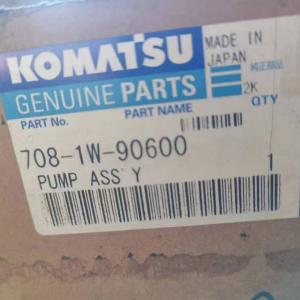 KOMATSU
MADE IN
JAPAN
GENUINE PARTS
2K
PART No.
PART NAME
QTY
708-1W-90600
PUMP ASS'Y
1